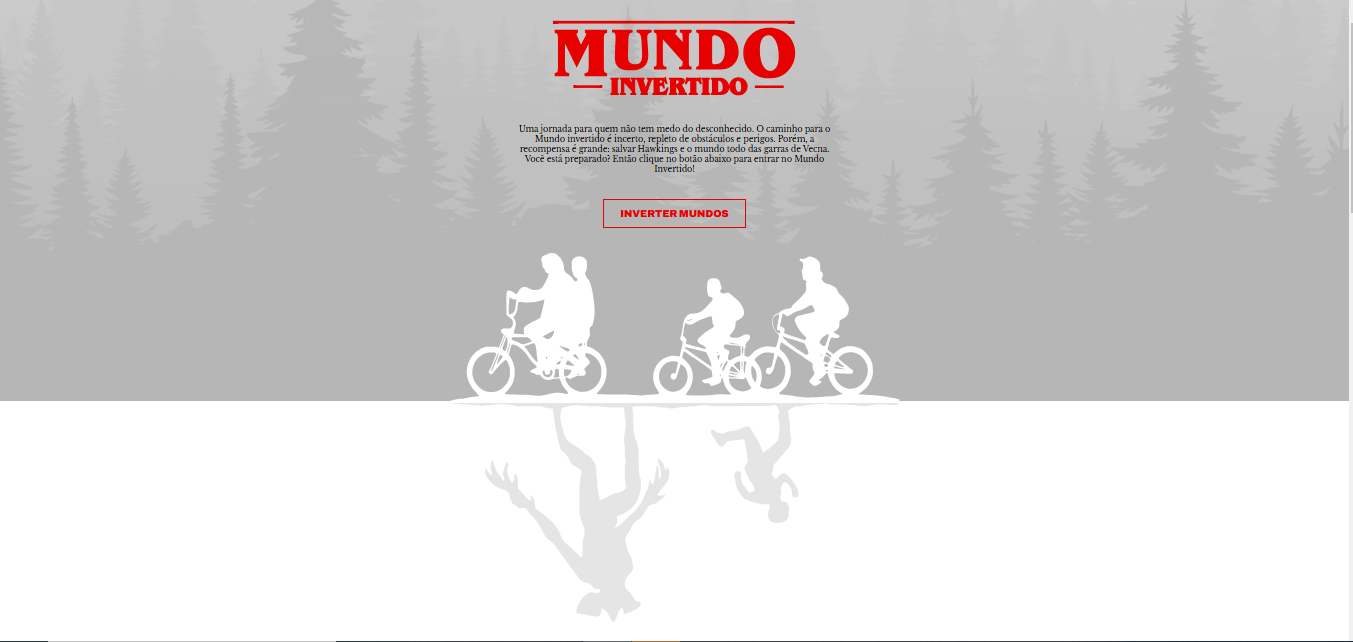 MUNDO
INVERTIDO
Uma jornada para quem não tem medo do desconhecido. O caminho para o
Mundo invertido é incerto, repleto de obstáculos e perigos. Porém, a
recompensa é grande: salvar Hawkings e o mundo todo das garras de Vecna.
Você está preparado? Então clique no botão abaixo para entrar no Mundo
Invertido!
INVERTER MUNDOS